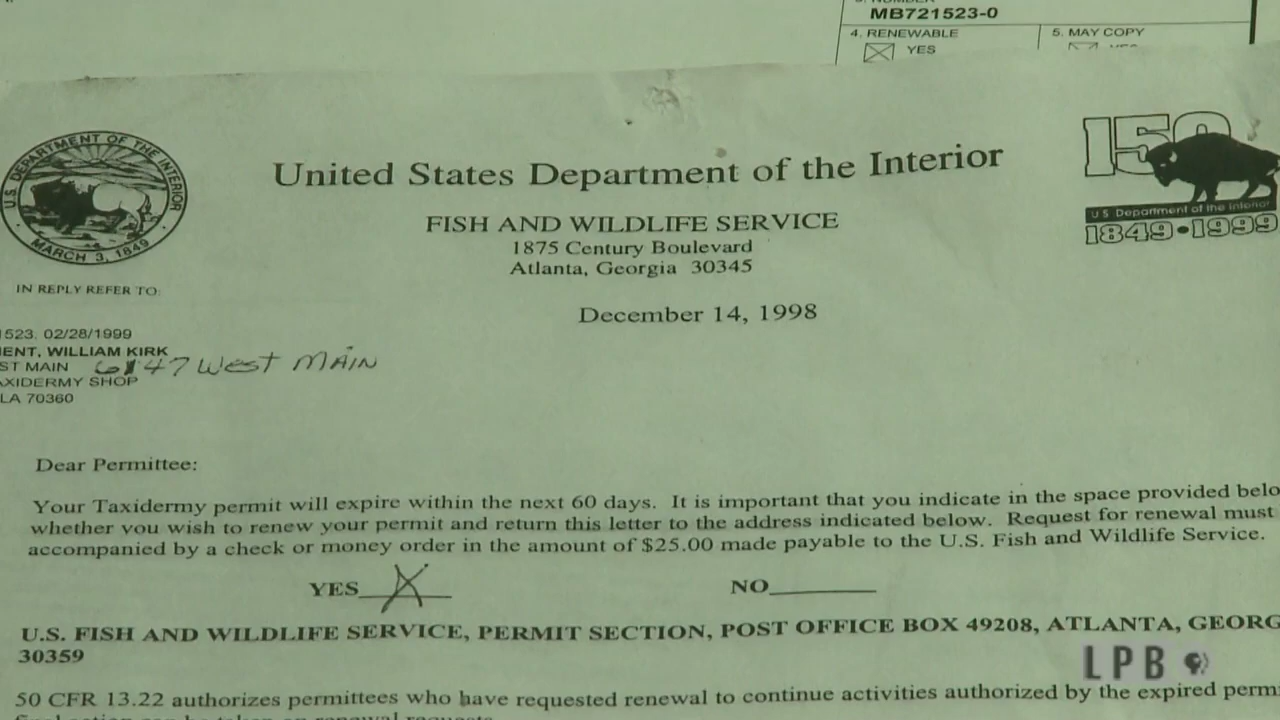 MB721523-0
4. RENEWABLE
5. MAY COPY
YES
U.S. DEPARTMENT OF THE INTERIOR
MARCH 3, 1849
United States Department of the Interior
150
U.S. Department of the Interior
1849•1999
FISH AND WILDLIFE SERVICE
1875 Century Boulevard
Atlanta, Georgia 30345
IN REPLY REFER TO:
December 14, 1998
1523. 02/28/1999
ENT, WILLIAM KIRK
ST MAIN 6147 West MAIN
AXIDERMY SHOP
LA 70360
Dear Permittee:
Your Taxidermy permit will expire within the next 60 days. It is important that you indicate in the space provided belo
whether you wish to renew your permit and return this letter to the address indicated below. Request for renewal must
accompanied by a check or money order in the amount of $25.00 made payable to the U.S. Fish and Wildlife Service.
YES X NO
U.S. FISH AND WILDLIFE SERVICE, PERMIT SECTION, POST OFFICE BOX 49208, ATLANTA, GEORG
30359
50 CFR 13.22 authorizes permittees who have requested renewal to continue activities authorized by the expired permi
LPB